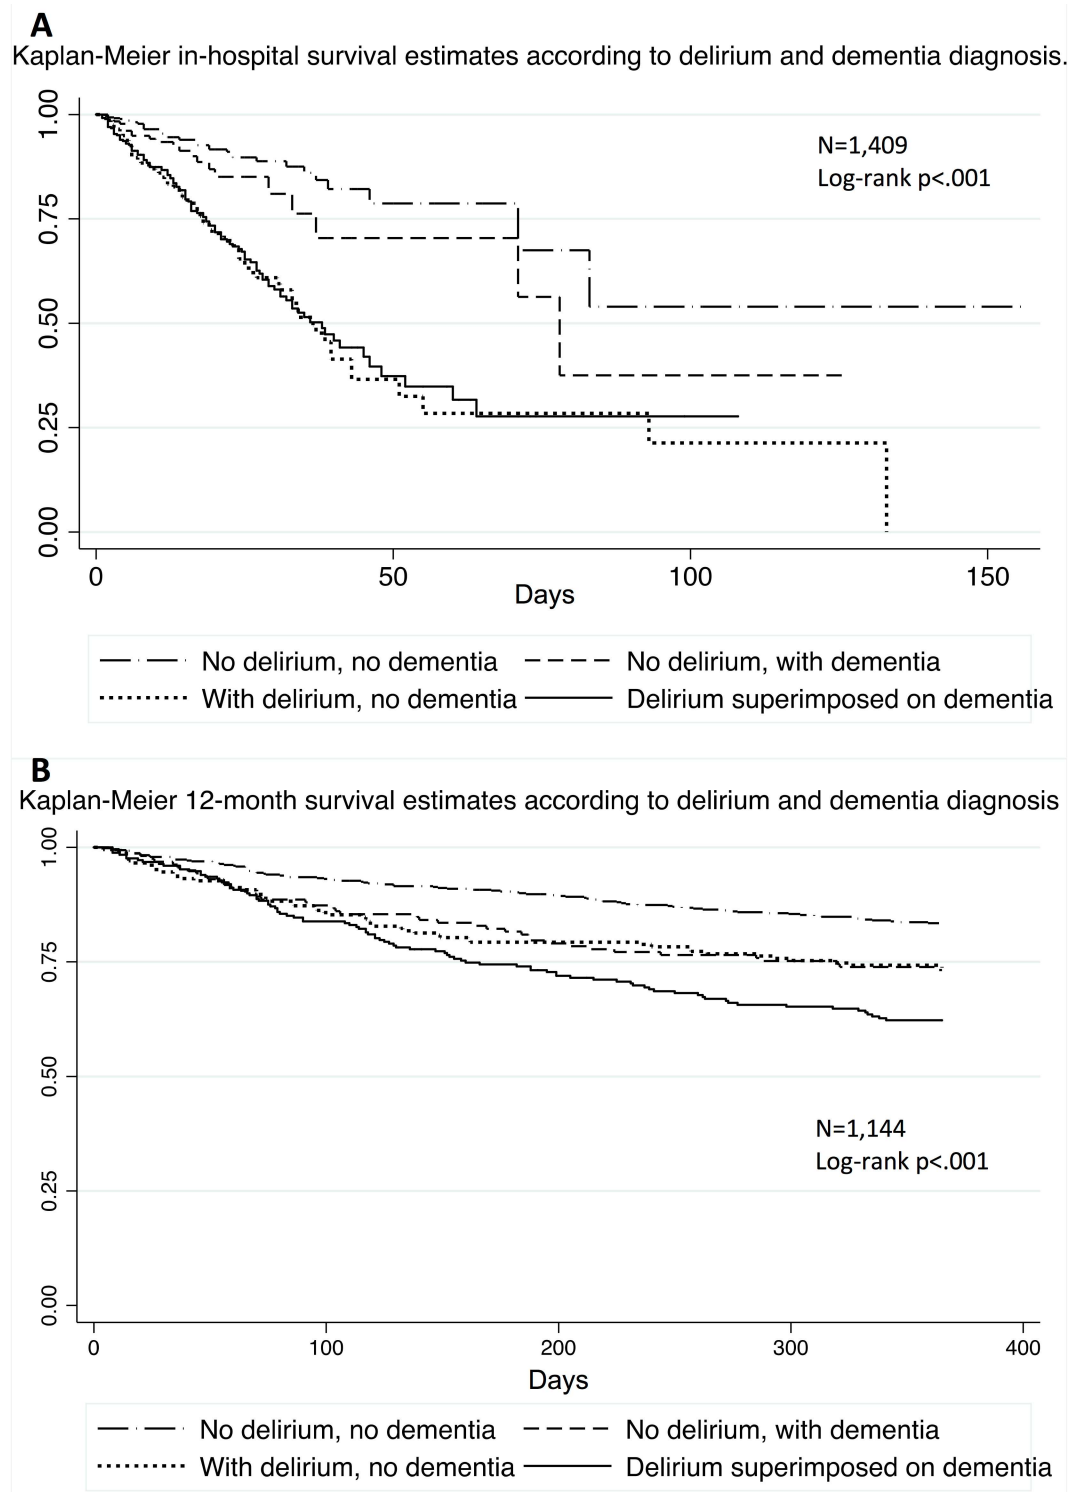 A
Kaplan-Meier in-hospital survival estimates according to delirium and dementia diagnosis.
1.00
N=1,409
Log-rank p<.001
0.75
0.50
0.25
0.00
0 50 100 150
Days
No delirium, no dementia No delirium, with dementia
With delirium, no dementia Delirium superimposed on dementia
B
Kaplan-Meier 12-month survival estimates according to delirium and dementia diagnosis
1.00
0.75
0.50
N=1,144
Log-rank p<.001
0.25
0.00
0 100 200 300 400
Days
No delirium, no dementia No delirium, with dementia
With delirium, no dementia Delirium superimposed on dementia